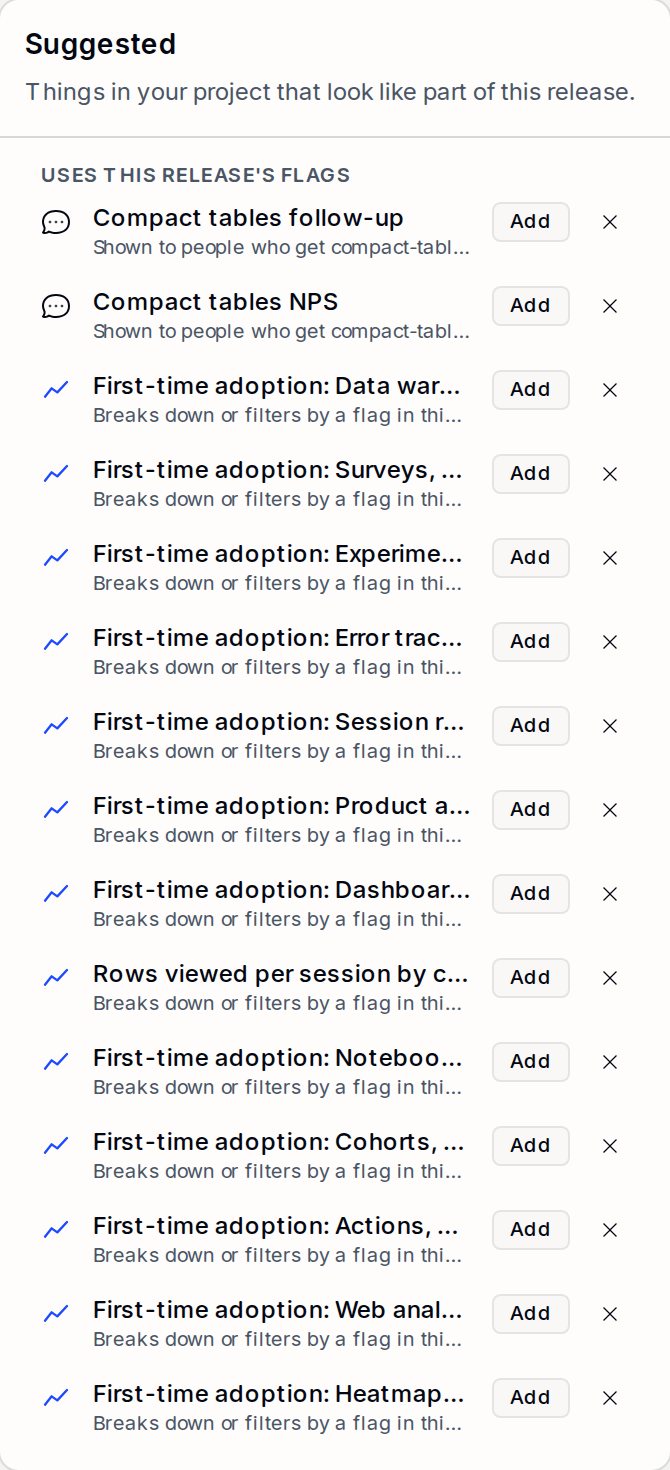 Suggested
Things in your project that look like part of this release.
USES THIS RELEASE'S FLAGS
Compact tables follow-up
Add
Shown to people who get compact-tabl...
Compact tables NPS
Add
Shown to people who get compact-tabl...
First-time adoption: Data war...
Add
Breaks down or filters by a flag in thi...
First-time adoption: Surveys, ...
Add
Breaks down or filters by a flag in thi...
First-time adoption: Experime...
Add
Breaks down or filters by a flag in thi...
First-time adoption: Error trac...
Add
Breaks down or filters by a flag in thi...
First-time adoption: Session r...
Add
Breaks down or filters by a flag in thi...
First-time adoption: Product a...
Add
Breaks down or filters by a flag in thi...
First-time adoption: Dashboar...
Add
Breaks down or filters by a flag in thi...
Rows viewed per session by c...
Add
Breaks down or filters by a flag in thi...
First-time adoption: Noteboo...
Add
Breaks down or filters by a flag in thi...
First-time adoption: Cohorts, ...
Add
Breaks down or filters by a flag in thi...
First-time adoption: Actions, ...
Add
Breaks down or filters by a flag in thi...
First-time adoption: Web anal...
Add
Breaks down or filters by a flag in thi...
First-time adoption: Heatmap...
Add
Breaks down or filters by a flag in thi...